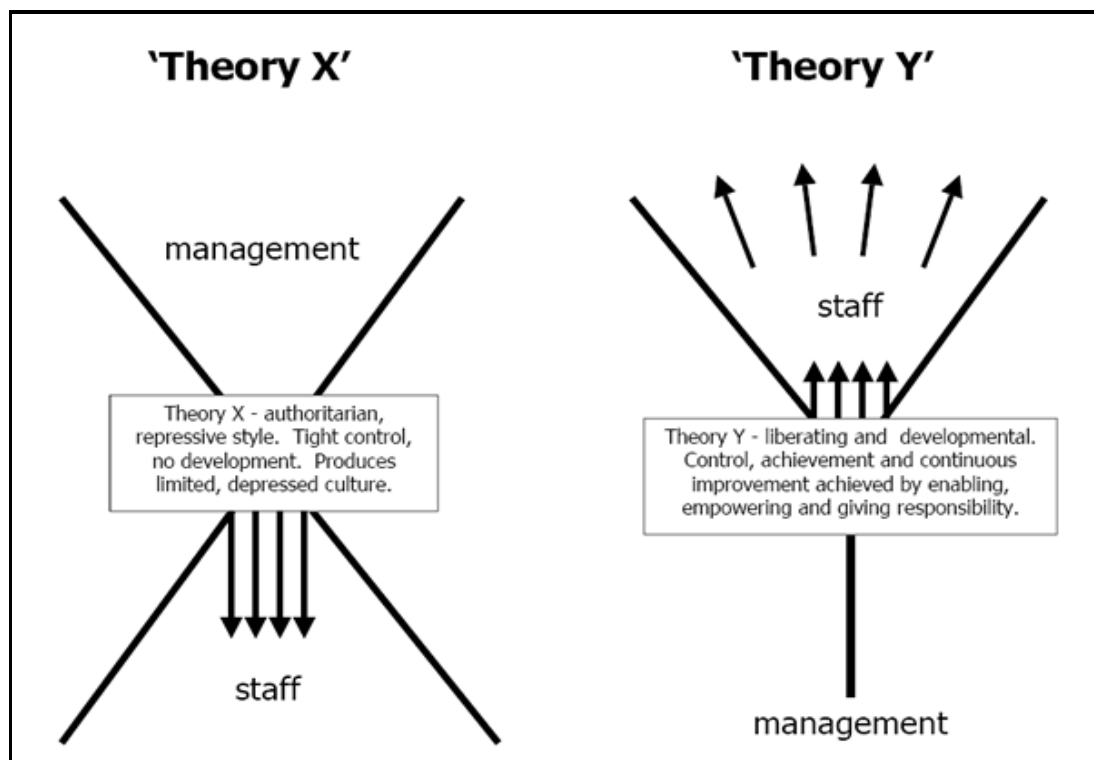 ‘Theory X’
management
Theory X - authoritarian,
repressive style. Tight control,
no development. Produces
limited, depressed culture.
staff
‘Theory Y’
staff
Theory Y - liberating and developmental.
Control, achievement and continuous
improvement achieved by enabling,
empowering and giving responsibility.
management